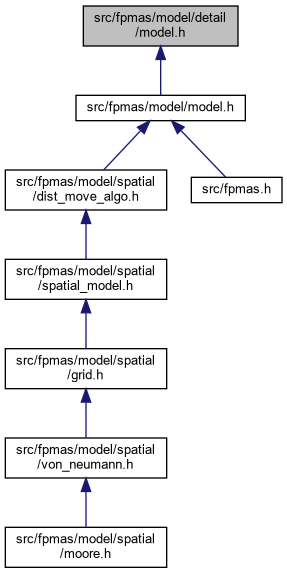 src/fpmas/model/detail
/model.h
src/fpmas/model/model.h
src/fpmas/model/spatial
/dist_move_algo.h
src/fpmas.h
src/fpmas/model/spatial
/spatial_model.h
src/fpmas/model/spatial
/grid.h
src/fpmas/model/spatial
/von_neumann.h
src/fpmas/model/spatial
/moore.h